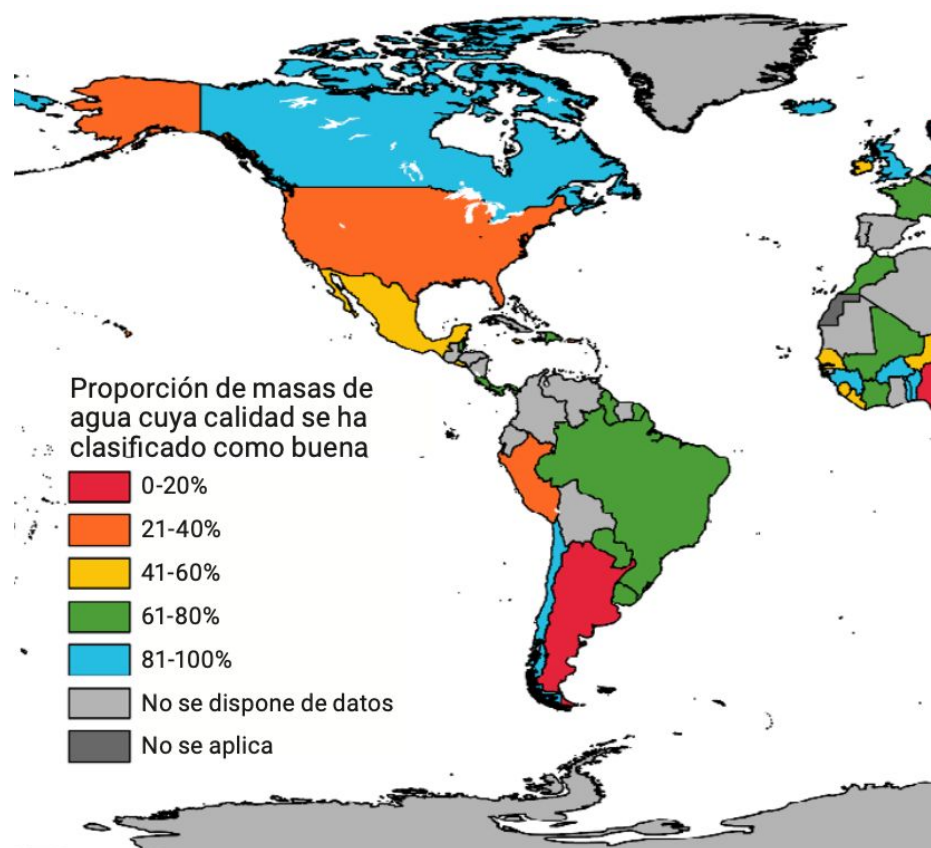 Proporción de masas de
agua cuya calidad se ha
clasificado como buena
0-20%
21-40%
41-60%
61-80%
81-100%
No se dispone de datos
No se aplica